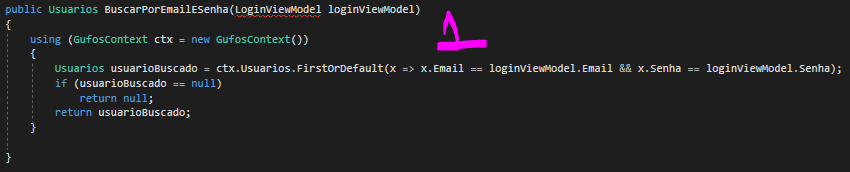 public Usuarios BuscarPorEmailESenha(LoginViewModel loginViewModel)
{
using (GufosContext ctx = new GufosContext())
{
Usuarios usuarioBuscado = ctx.Usuarios.FirstOrDefault(x => x.Email == loginViewModel.Email && x.Senha == loginViewModel.Senha);
if (usuarioBuscado == null)
return null;
return usuarioBuscado;
}
}